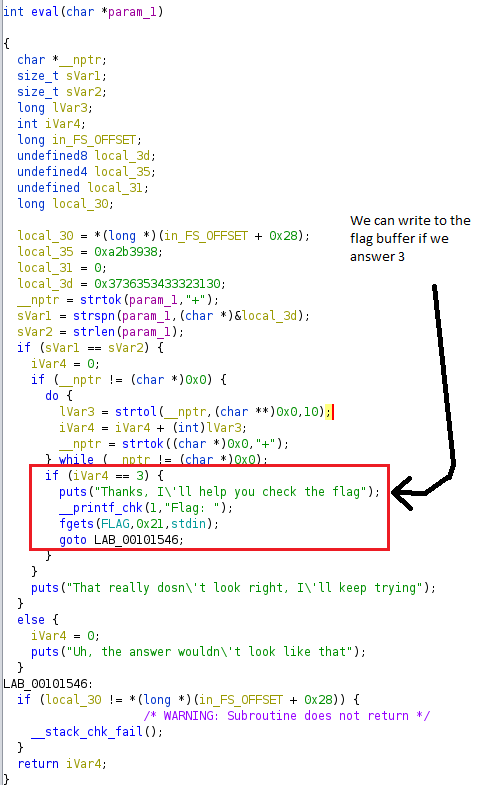 int eval(char *param_1)
{
char *__nptr;
size_t sVar1;
size_t sVar2;
long lVar3;
int iVar4;
long in_FS_OFFSET;
undefined8 local_3d;
undefined4 local_35;
undefined local_31;
long local_30;
We can write to the
flag buffer if we
answer 3
local_30 = *(long *)(in_FS_OFFSET + 0x28);
local_35 = 0xa2b3938;
local_31 = 0;
local_3d = 0x3736353433323130;
__nptr = strtok(param_1,"+");
sVar1 = strspn(param_1,(char *)&local_3d);
sVar2 = strlen(param_1);
if (sVar1 == sVar2) {
iVar4 = 0;
if (__nptr != (char *)0x0) {
do {
lVar3 = strtol(__nptr,(char **)0x0,10);
iVar4 = iVar4 + (int)lVar3;
__nptr = strtok((char *)0x0,"+");
} while (__nptr != (char *)0x0);
if (iVar4 == 3) {
puts("Thanks, I\'ll help you check the flag");
__printf_chk(1,"Flag: ");
fgets(FLAG,0x21,stdin);
goto LAB_00101546;
}
}
puts("That really dosn\'t look right, I\'ll keep trying");
}
else {
iVar4 = 0;
puts("Uh, the answer wouldn\'t look like that");
}
LAB_00101546:
if (local_30 != *(long *)(in_FS_OFFSET + 0x28)) {
/* WARNING: Subroutine does not return */
__stack_chk_fail();
}
return iVar4;
}